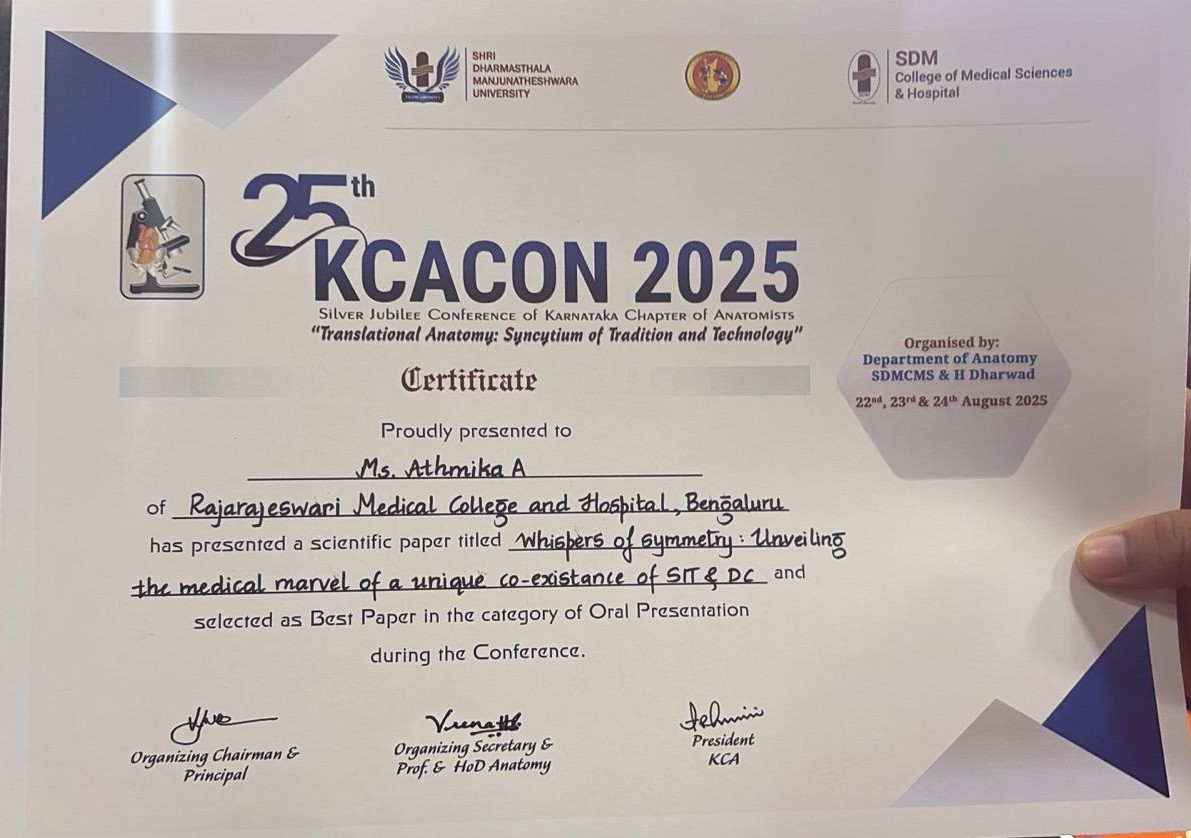 SHRI
DHARMASTHALA
MANJUNATHESHWARA
UNIVERSITY
SDM
College of Medical Sciences
& Hospital
25th
KCACON 2025
Silver Jubilee Conference of Karnataka Chapter of Anatomists
"Translational Anatomy: Syncytium of Tradition and Technology"
Organised by:
Department of Anatomy
SDMCMS & H Dharwad
22nd, 23rd & 24th August 2025
Certificate
Proudly presented to
Ms. Athmika A
of Rajarajeswari Medical College and Hospital, Bengaluru
has presented a scientific paper titled Whispers of symmetry: Unveiling
the medical marvel of a unique co-existance of SIT & DC and
selected as Best Paper in the category of Oral Presentation
during the Conference.
Organizing Chairman &
Principal
Organizing Secretary &
Prof. & HoD Anatomy
President
KCA